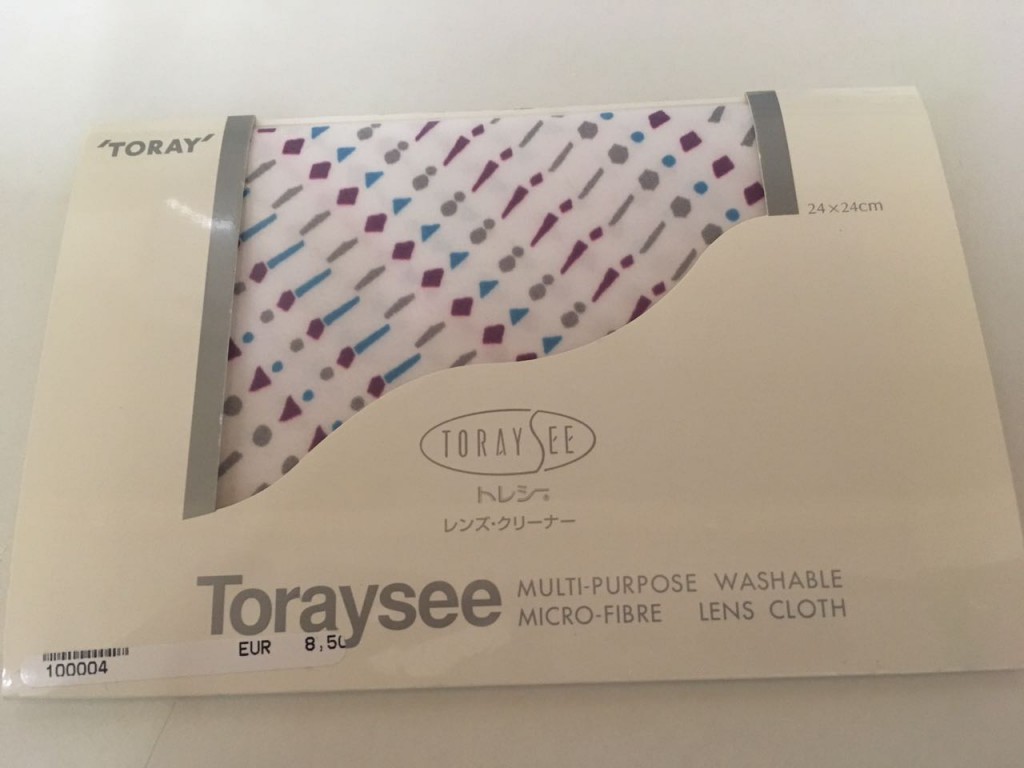 'TORAY'
24×24cm
TORAYSEE
トレシー®
レンズ・クリーナー
Toraysee
MULTI-PURPOSE WASHABLE
MICRO-FIBRE LENS CLOTH
EUR 8,50
100004